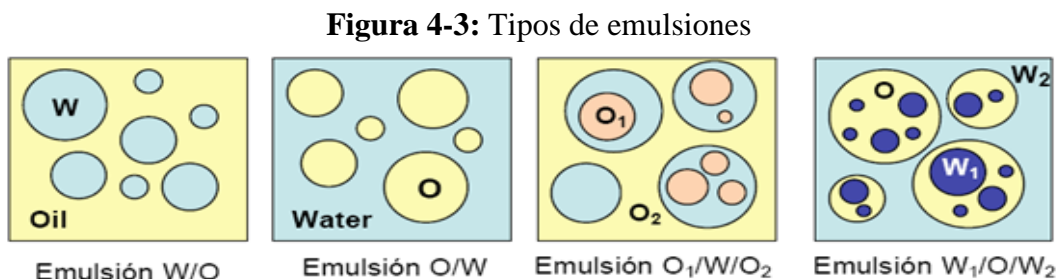 Figura 4-3: Tipos de emulsiones
W
Oil
O
Water
O₁
O₂
O
W₂
W₁
Emulsión W/O
Emulsión O/W
Emulsión O₁/W/O₂
Emulsión W₁/O/W₂